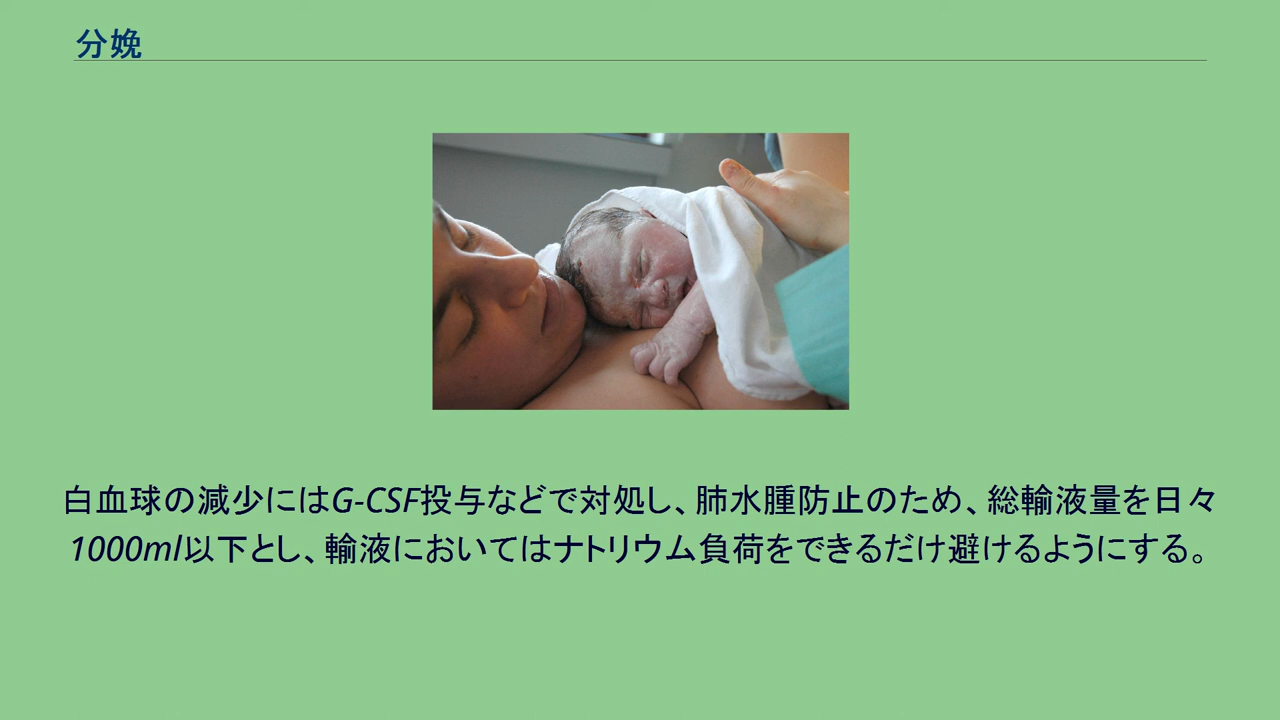 分娩
白血球の減少にはG-CSF投与などで対処し、肺水腫防止のため、総輸液量を日々
1000ml以下とし、輸液においてはナトリウム負荷をできるだけ避けるようにする。